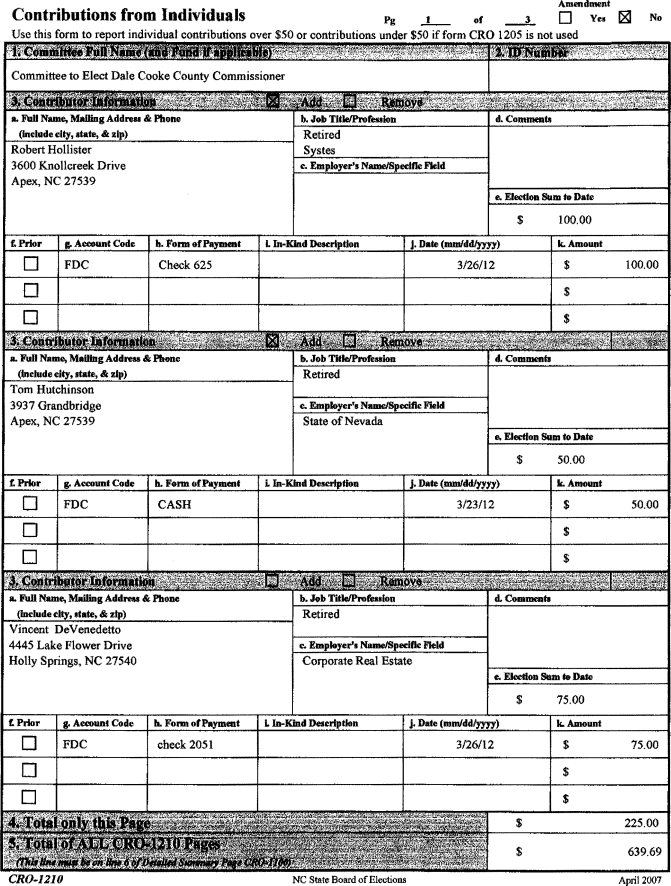 Contributions from Individuals Pg 1 of 3 Amendment Yes No
Use this form to report individual contributions over $50 or contributions under $50 if form CRO 1205 is not used
1. Committee Full Name (and Fund if applicable) 2. ID Number
Committee to Elect Dale Cooke County Commissioner
3. Contributor Information Add Remove
a. Full Name, Mailing Address & Phone b. Job Title/Profession d. Comments
(include city, state, & zip) Retired
Robert Hollister Systes
3600 Knollcreek Drive c. Employer's Name/Specific Field
Apex, NC 27539
e. Election Sum to Date
$ 100.00
f. Prior g. Account Code h. Form of Payment i. In-Kind Description j. Date (mm/dd/yyyy) k. Amount
FDC Check 625 3/26/12 $ 100.00
$
$
3. Contributor Information Add Remove
a. Full Name, Mailing Address & Phone b. Job Title/Profession d. Comments
(include city, state, & zip) Retired
Tom Hutchinson
3937 Grandbridge c. Employer's Name/Specific Field
Apex, NC 27539 State of Nevada
e. Election Sum to Date
$ 50.00
f. Prior g. Account Code h. Form of Payment i. In-Kind Description j. Date (mm/dd/yyyy) k. Amount
FDC CASH 3/23/12 $ 50.00
$
$
3. Contributor Information Add Remove
a. Full Name, Mailing Address & Phone b. Job Title/Profession d. Comments
(include city, state, & zip) Retired
Vincent DeVenedetto
4445 Lake Flower Drive c. Employer's Name/Specific Field
Holly Springs, NC 27540 Corporate Real Estate
e. Election Sum to Date
$ 75.00
f. Prior g. Account Code h. Form of Payment i. In-Kind Description j. Date (mm/dd/yyyy) k. Amount
FDC check 2051 3/26/12 $ 75.00
$
$
4. Total only this Page $ 225.00
5. Total of ALL CRO-1210 Pages $ 639.69
(This line must be on line 6 of Detailed Summary Page CRO-1100)
CRO-1210 NC State Board of Elections April 2007